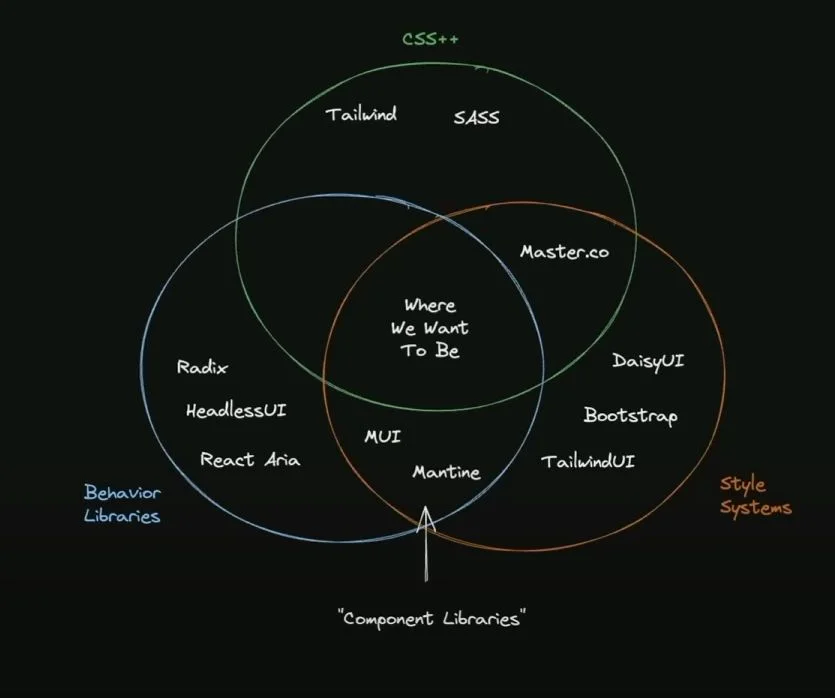 CSS++
Tailwind
SASS
Master.co
Where
We Want
To Be
Radix
HeadlessUI
React Aria
DaisyUI
Bootstrap
TailwindUI
MUI
Mantine
Behavior
Libraries
Style
Systems
"Component Libraries"